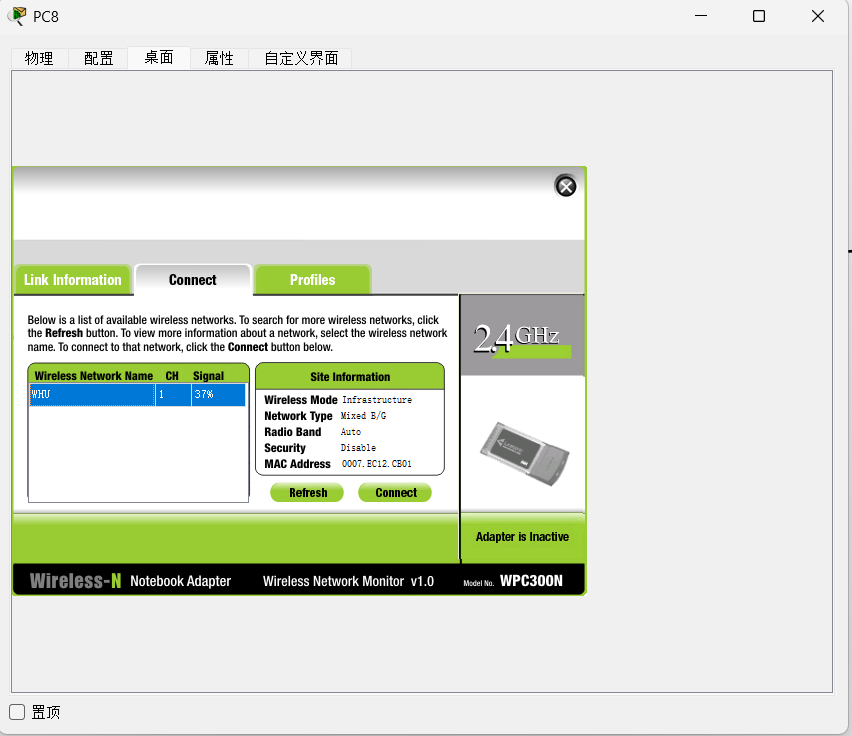 PC8
物理 配置 桌面 属性 自定义界面
Link Information Connect Profiles
Below is a list of available wireless networks. To search for more wireless networks, click
the Refresh button. To view more information about a network, select the wireless network
name. To connect to that network, click the Connect button below.
2.4GHz
Wireless Network Name CH Signal
WHU 1 37%
Site Information
Wireless Mode Infrastructure
Network Type Mixed B/G
Radio Band Auto
Security Disable
MAC Address 0007.EC12.CB01
Refresh Connect
Adapter is Inactive
Wireless-N Notebook Adapter Wireless Network Monitor v1.0 Model No. WPC300N
置顶